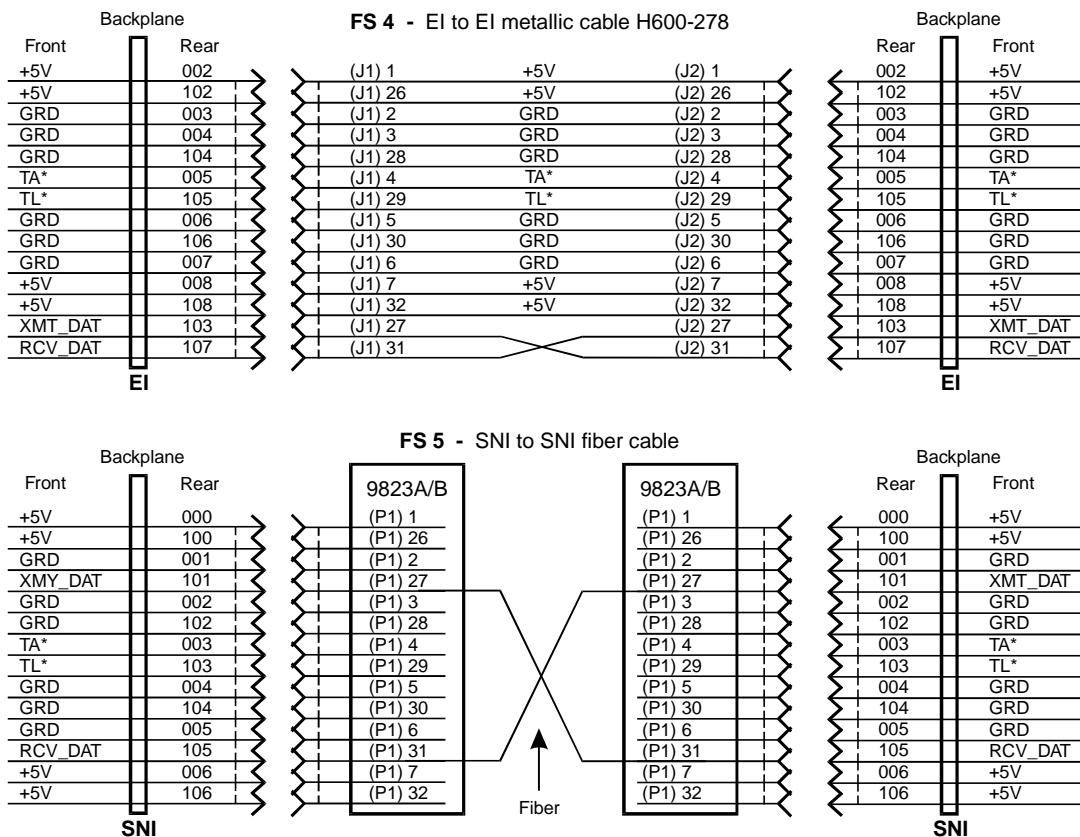 FS 4 - EI to EI metallic cable H600-278
Backplane Backplane
Front Rear Rear Front
+5V 002 (J1) 1 +5V (J2) 1 002 +5V
+5V 102 (J1) 26 +5V (J2) 26 102 +5V
GRD 003 (J1) 2 GRD (J2) 2 003 GRD
GRD 004 (J1) 3 GRD (J2) 3 004 GRD
GRD 104 (J1) 28 GRD (J2) 28 104 GRD
TA* 005 (J1) 4 TA* (J2) 4 005 TA*
TL* 105 (J1) 29 TL* (J2) 29 105 TL*
GRD 006 (J1) 5 GRD (J2) 5 006 GRD
GRD 106 (J1) 30 GRD (J2) 30 106 GRD
GRD 007 (J1) 6 GRD (J2) 6 007 GRD
+5V 008 (J1) 7 +5V (J2) 7 008 +5V
+5V 108 (J1) 32 +5V (J2) 32 108 +5V
XMT_DAT 103 (J1) 27 (J2) 27 103 XMT_DAT
RCV_DAT 107 (J1) 31 (J2) 31 107 RCV_DAT
EI EI
FS 5 - SNI to SNI fiber cable
Backplane Backplane
Front Rear 9823A/B 9823A/B Rear Front
+5V 000 (P1) 1 (P1) 1 000 +5V
+5V 100 (P1) 26 (P1) 26 100 +5V
GRD 001 (P1) 2 (P1) 2 001 GRD
XMY_DAT 101 (P1) 27 (P1) 27 101 XMT_DAT
GRD 002 (P1) 3 (P1) 3 002 GRD
GRD 102 (P1) 28 (P1) 28 102 GRD
TA* 003 (P1) 4 (P1) 4 003 TA*
TL* 103 (P1) 29 (P1) 29 103 TL*
GRD 004 (P1) 5 (P1) 5 004 GRD
GRD 104 (P1) 30 (P1) 30 104 GRD
GRD 005 (P1) 6 (P1) 6 005 GRD
RCV_DAT 105 (P1) 31 (P1) 31 105 RCV_DAT
+5V 006 (P1) 7 (P1) 7 006 +5V
+5V 106 (P1) 32 (P1) 32 106 +5V
Fiber
SNI SNI